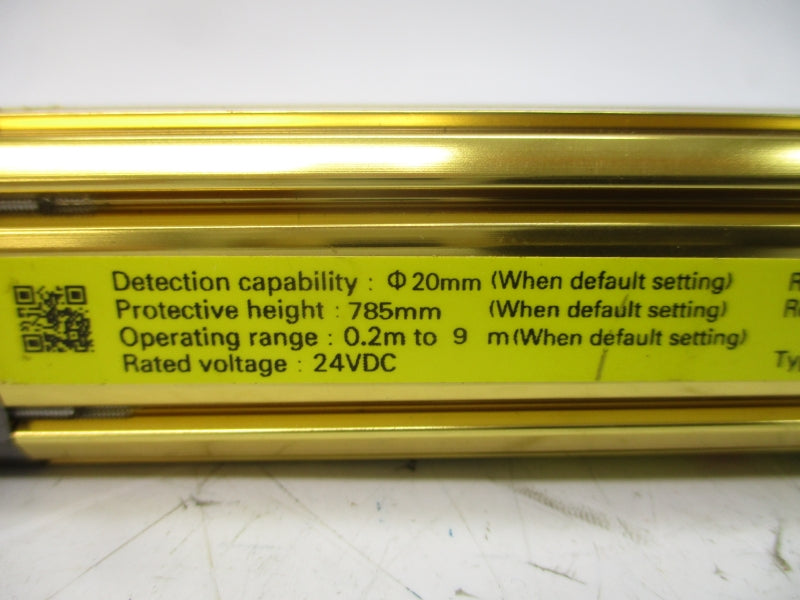 Detection capability : Φ20mm (When default setting) R
Protective height : 785mm (When default setting) R
Operating range : 0.2m to 9 m(When default setting)
Rated voltage : 24VDC Ty